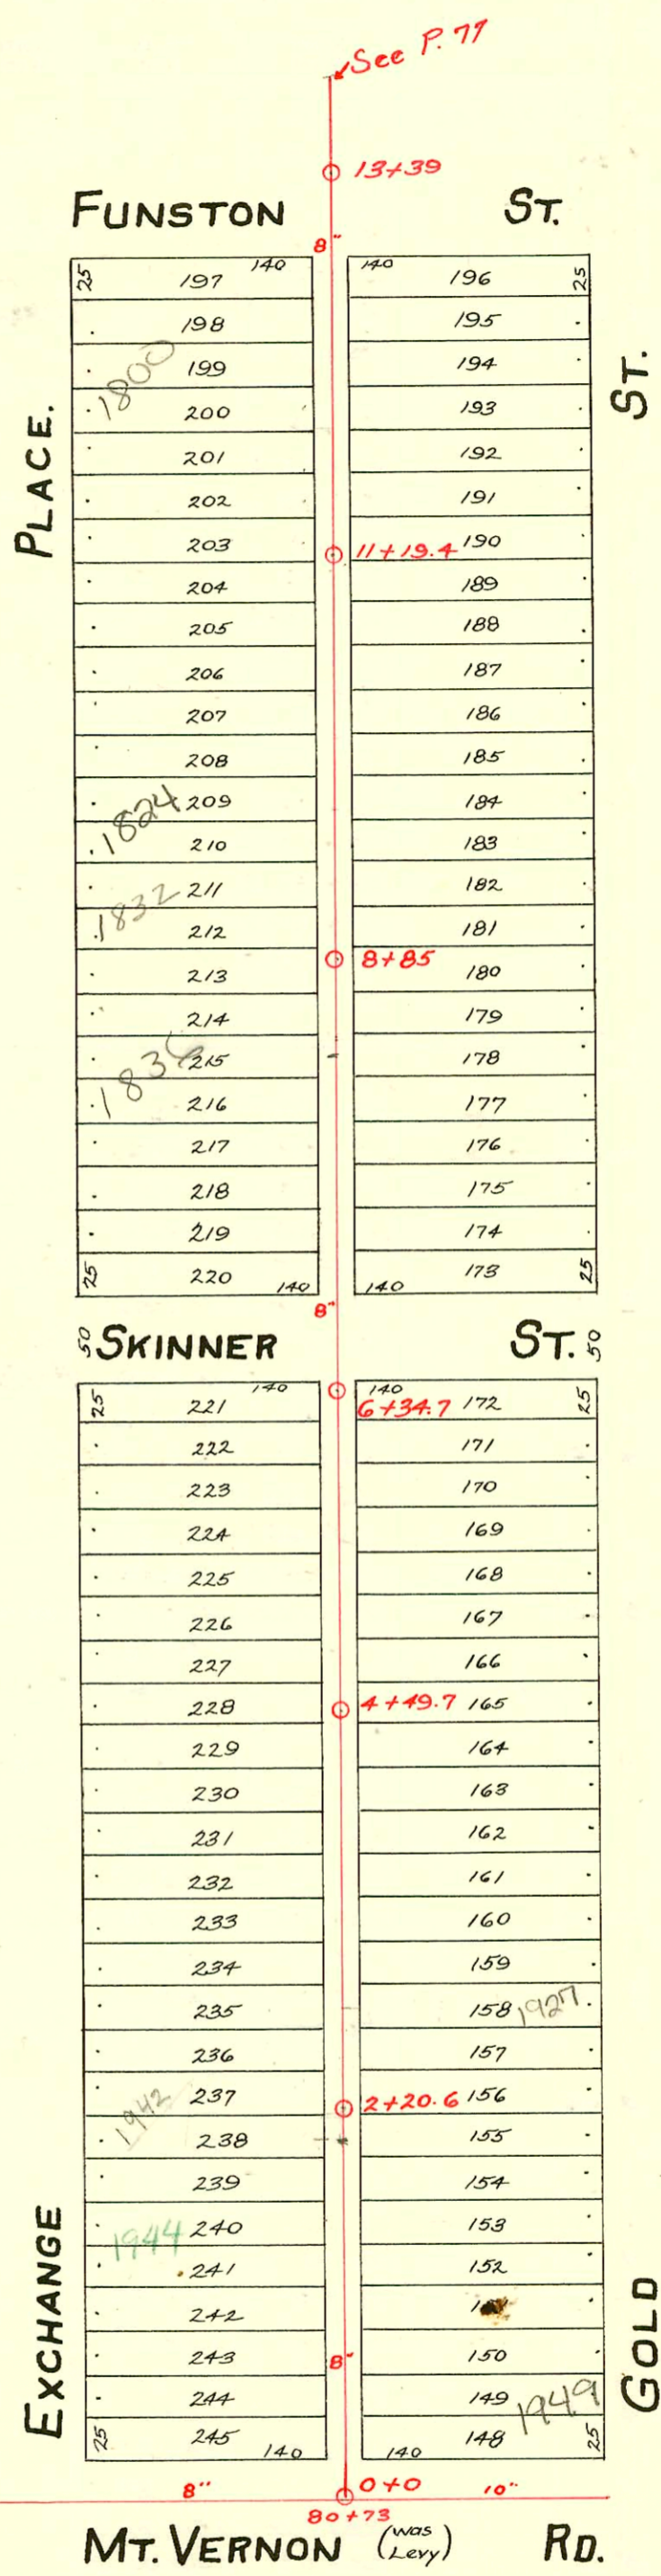 See P. 77
13+39
FUNSTON ST.
8"
25 197 140 140 196 25
198 195
1800
199 194
200 193
201 192
202 191
203 11+19.4 190
204 189
205 188
206 187
207 186
208 185
1824 209 184
210 183
1832 211 182
212 181
8+85
213 180
214 179
1836
215 178
216 177
217 176
218 175
219 174
25 220 140 140 173 25
8"
50 SKINNER ST. 50
25 221 140 140 6+34.7 172 25
222 171
223 170
224 169
225 168
226 167
227 166
228 4+49.7 165
229 164
230 163
231 162
232 161
233 160
234 159
235 158 1927
236 157
1942 237 2+20.6 156
238 155
239 154
1944 240 153
241 152
242
243 8" 150
244 149 1949
25 245 140 140 148 25
8" 0+0 10"
80+73
MT. VERNON (was Levy) RD.
EXCHANGE PLACE.
GOLD ST.